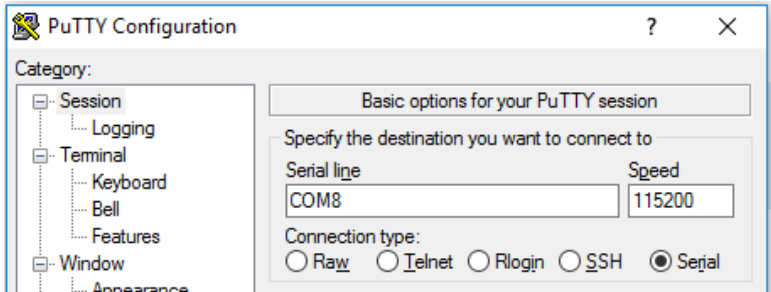 PuTTY Configuration ? ×
Category:
Session
Logging
Terminal
Keyboard
Bell
Features
Window
Appearance
Basic options for your PuTTY session
Specify the destination you want to connect to
Serial line Speed
COM8 115200
Connection type:
Raw Telnet Rlogin SSH Serial